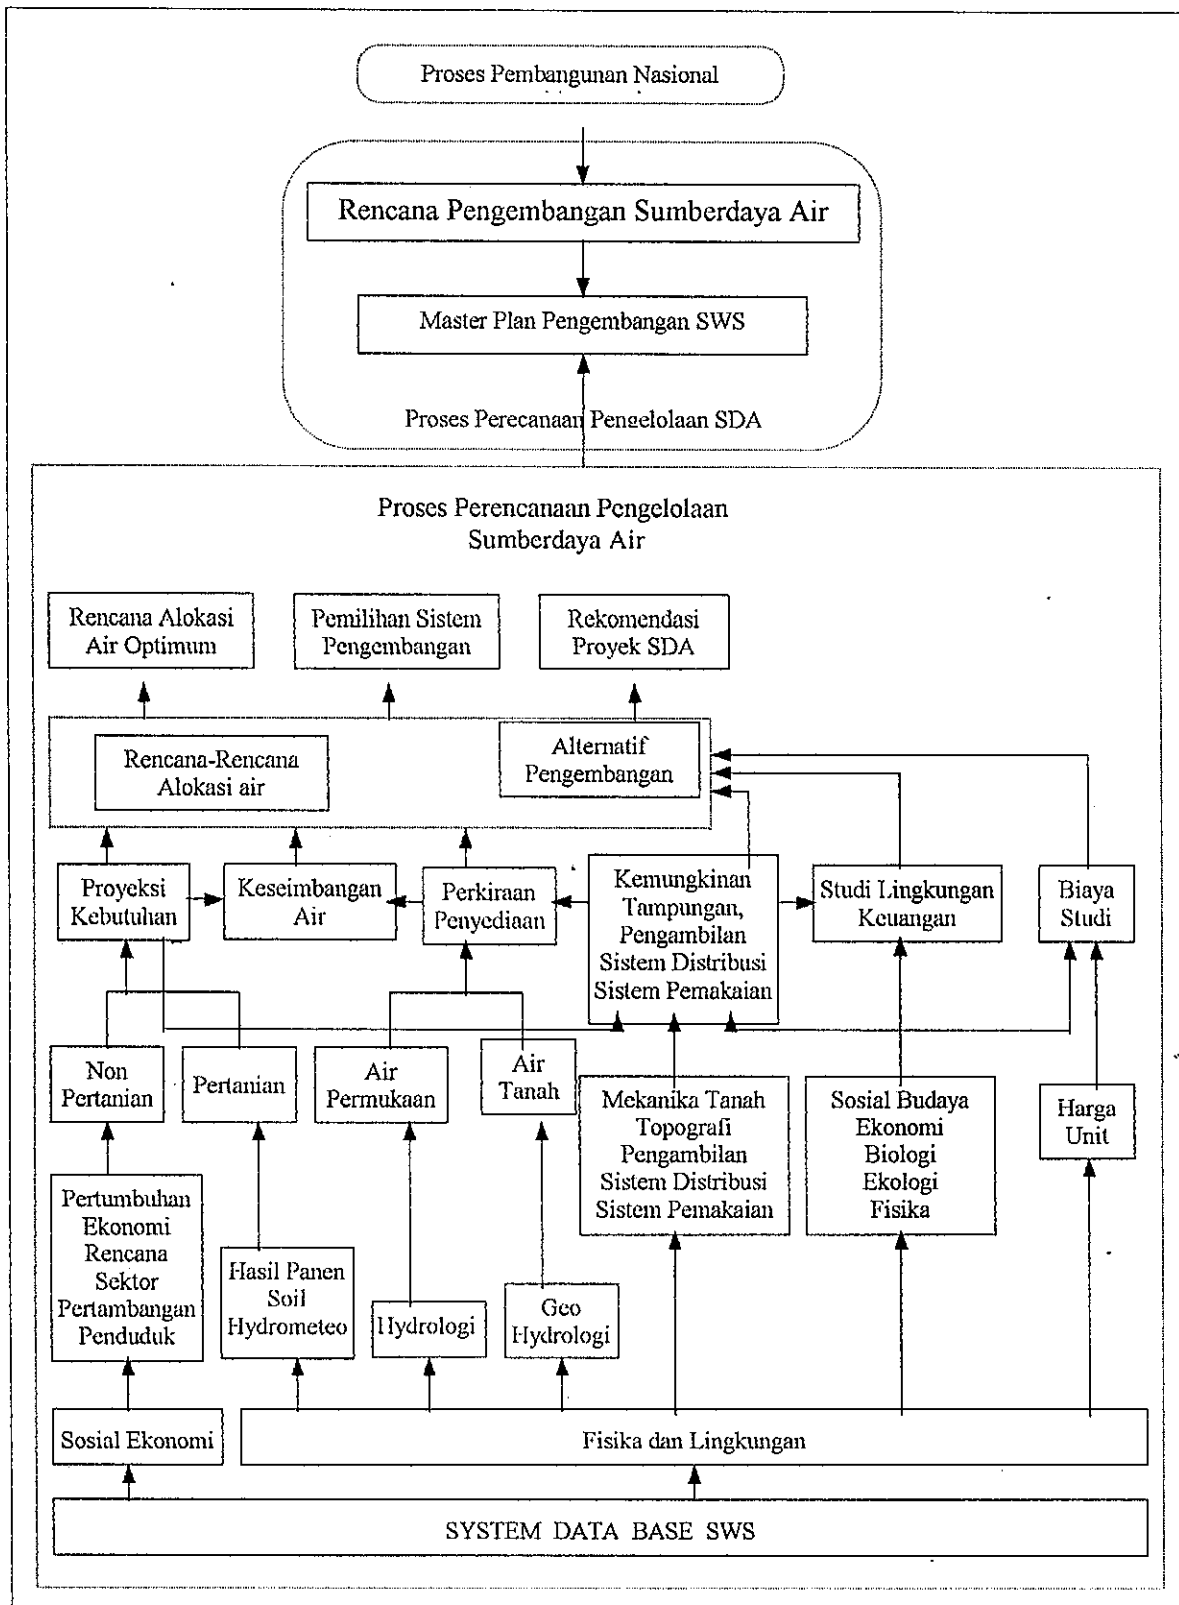 Proses Pembangunan Nasional
Rencana Pengembangan Sumberdaya Air
Master Plan Pengembangan SWS
Proses Perecanaan Pengelolaan SDA
Proses Perencanaan Pengelolaan
Sumberdaya Air
Rencana Alokasi
Air Optimum
Pemilihan Sistem
Pengembangan
Rekomendasi
Proyek SDA
Rencana-Rencana
Alokasi air
Alternatif
Pengembangan
Proyeksi
Kebutuhan
Keseimbangan
Air
Perkiraan
Penyediaan
Kemungkinan
Tampungan,
Pengambilan
Sistem Distribusi
Sistem Pemakaian
Studi Lingkungan
Keuangan
Biaya
Studi
Non
Pertanian
Pertanian
Air
Permukaan
Air
Tanah
Mekanika Tanah
Topografi
Pengambilan
Sistem Distribusi
Sistem Pemakaian
Sosial Budaya
Ekonomi
Biologi
Ekologi
Fisika
Harga
Unit
Pertumbuhan
Ekonomi
Rencana
Sektor
Pertambangan
Penduduk
Hasil Panen
Soil
Hydrometeo
Hydrologi
Geo
Hydrologi
Sosial Ekonomi
Fisika dan Lingkungan
SYSTEM DATA BASE SWS